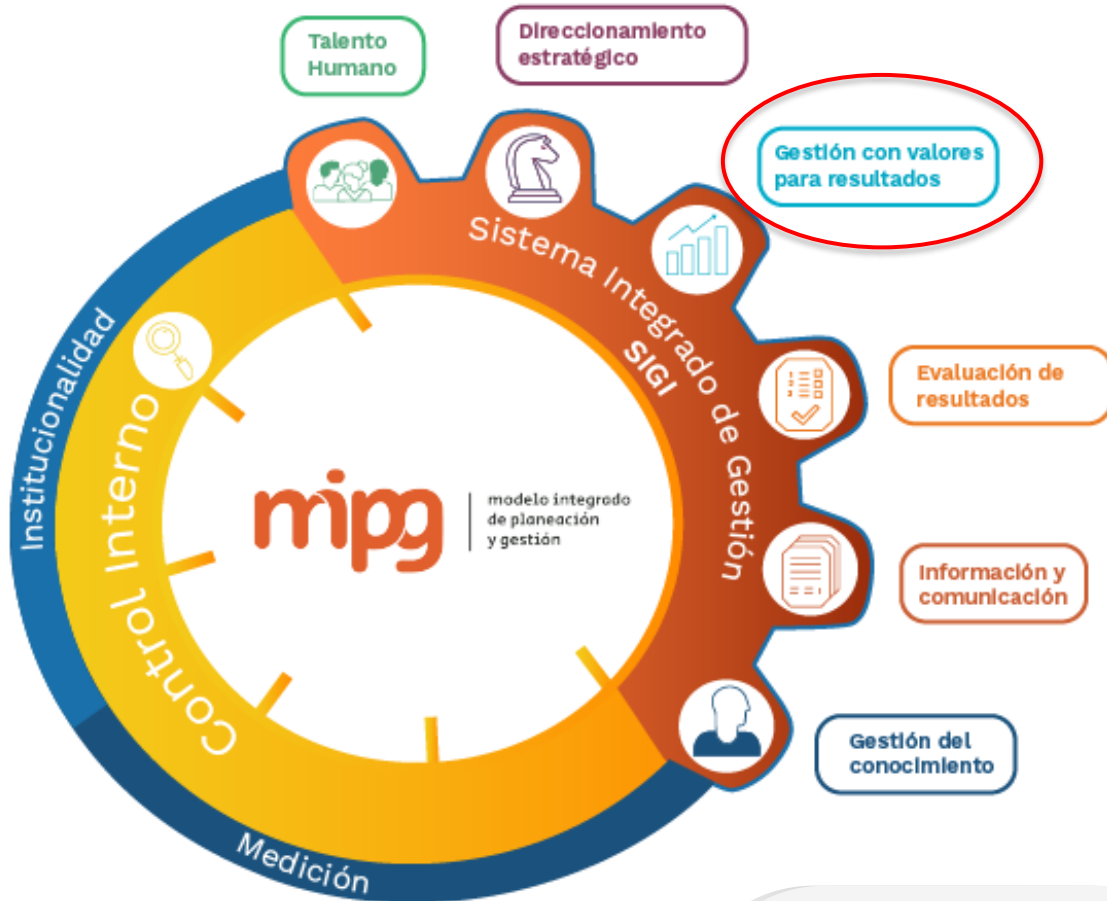 Talento
Humano
Direccionamiento
estratégico
Gestión con valores
para resultados
Evaluación de
resultados
Información y
comunicación
Gestión del
conocimiento
Sistema Integrado de Gestión
SIGI
Institucionalidad
Control Interno
Medición
mipg
modelo integrado
de planeación
y gestión